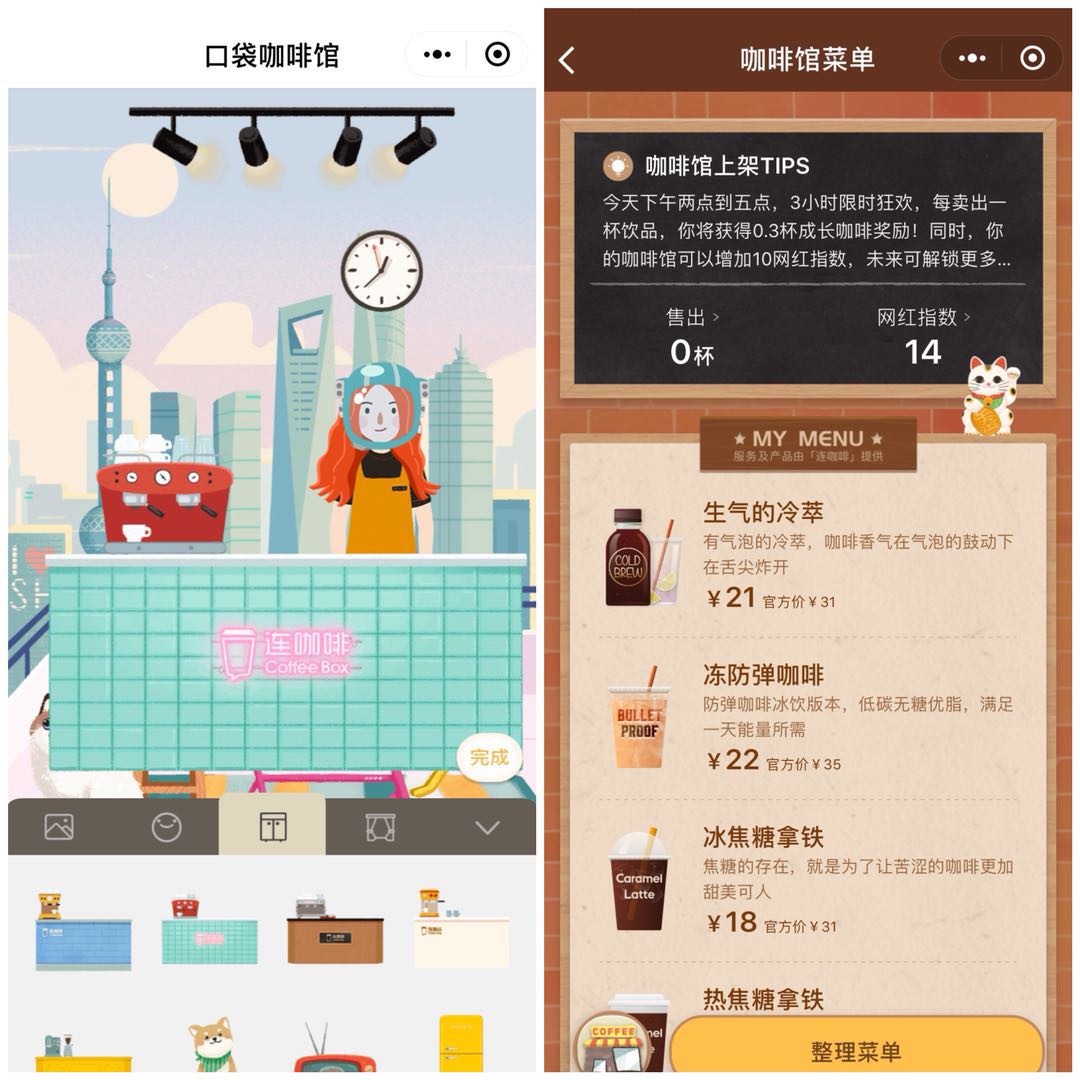 口袋咖啡馆
连咖啡
Coffee Box
完成
咖啡馆菜单
咖啡馆上架TIPS
今天下午两点到五点，3小时限时狂欢，每卖出一
杯饮品，你将获得0.3杯成长咖啡奖励！同时，你
的咖啡馆可以增加10网红指数，未来可解锁更多...
售出 >
网红指数 >
0杯
14
★ MY MENU ★
服务及产品由「连咖啡」提供
生气的冷萃
有气泡的冷萃，咖啡香气在气泡的鼓动下
在舌尖炸开
¥21 官方价¥31
COLD
BREW
冻防弹咖啡
防弹咖啡冰饮版本，低碳无糖优脂，满足
一天能量所需
¥22 官方价¥35
BULLET
PROOF
冰焦糖拿铁
焦糖的存在，就是为了让苦涩的咖啡更加
甜美可人
¥18 官方价¥31
Caramel
Latte
热焦糖拿铁
COFFEE
整理菜单